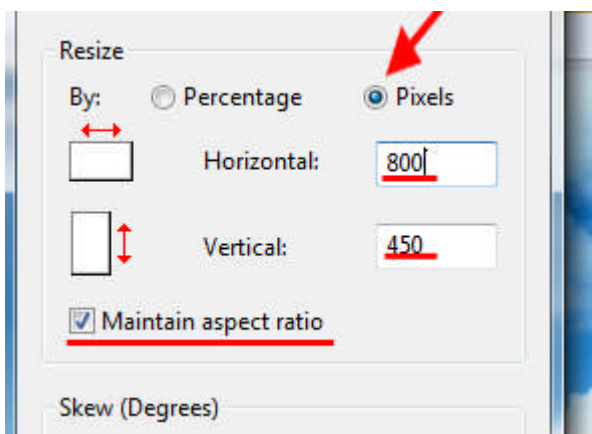 Resize
By: Percentage Pixels
Horizontal: 800
Vertical: 450
Maintain aspect ratio
Skew (Degrees)